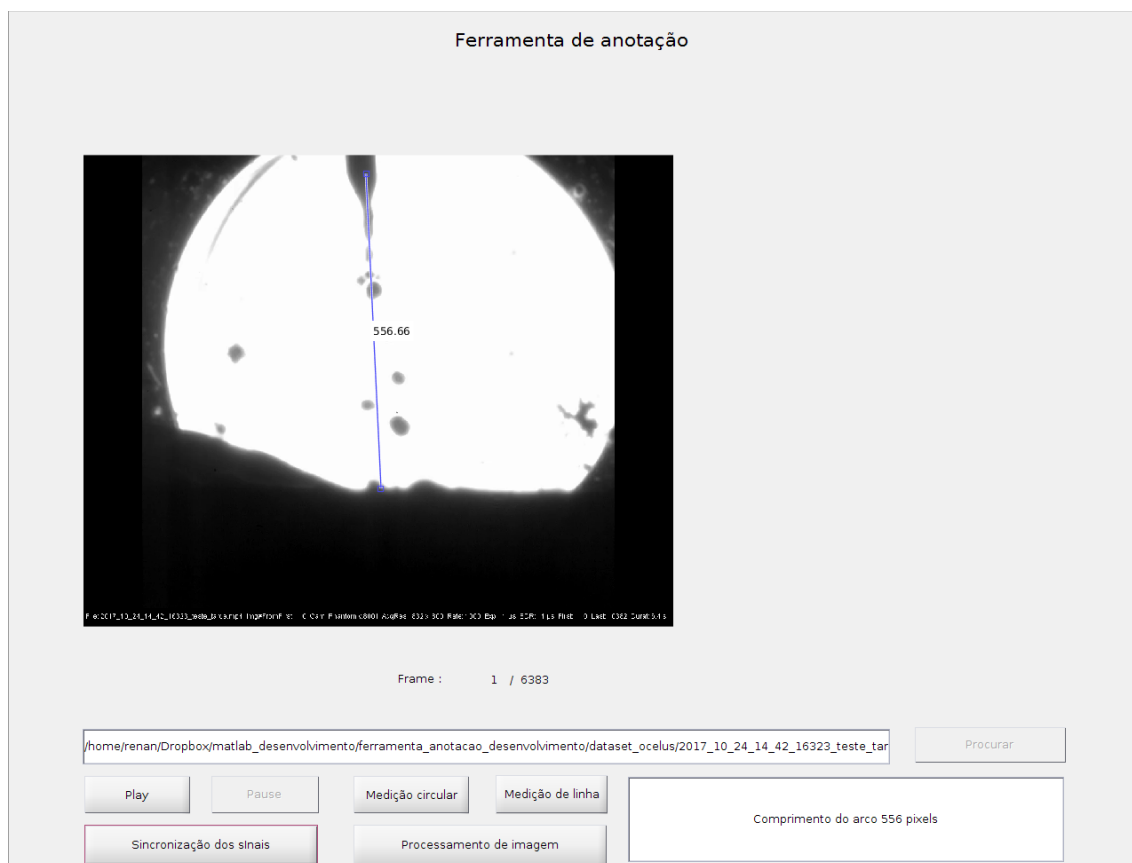 Ferramenta de anotação
556.66
Frame : 1 / 6383
/home/renan/Dropbox/matlab_desenvolvimento/ferramenta_anotacao_desenvolvimento/dataset_ocelus/2017_10_24_14_42_16323_teste_tar
Procurar
Play Pause Medição circular Medição de linha
Comprimento do arco 556 pixels
Sincronização dos sInais Processamento de imagem